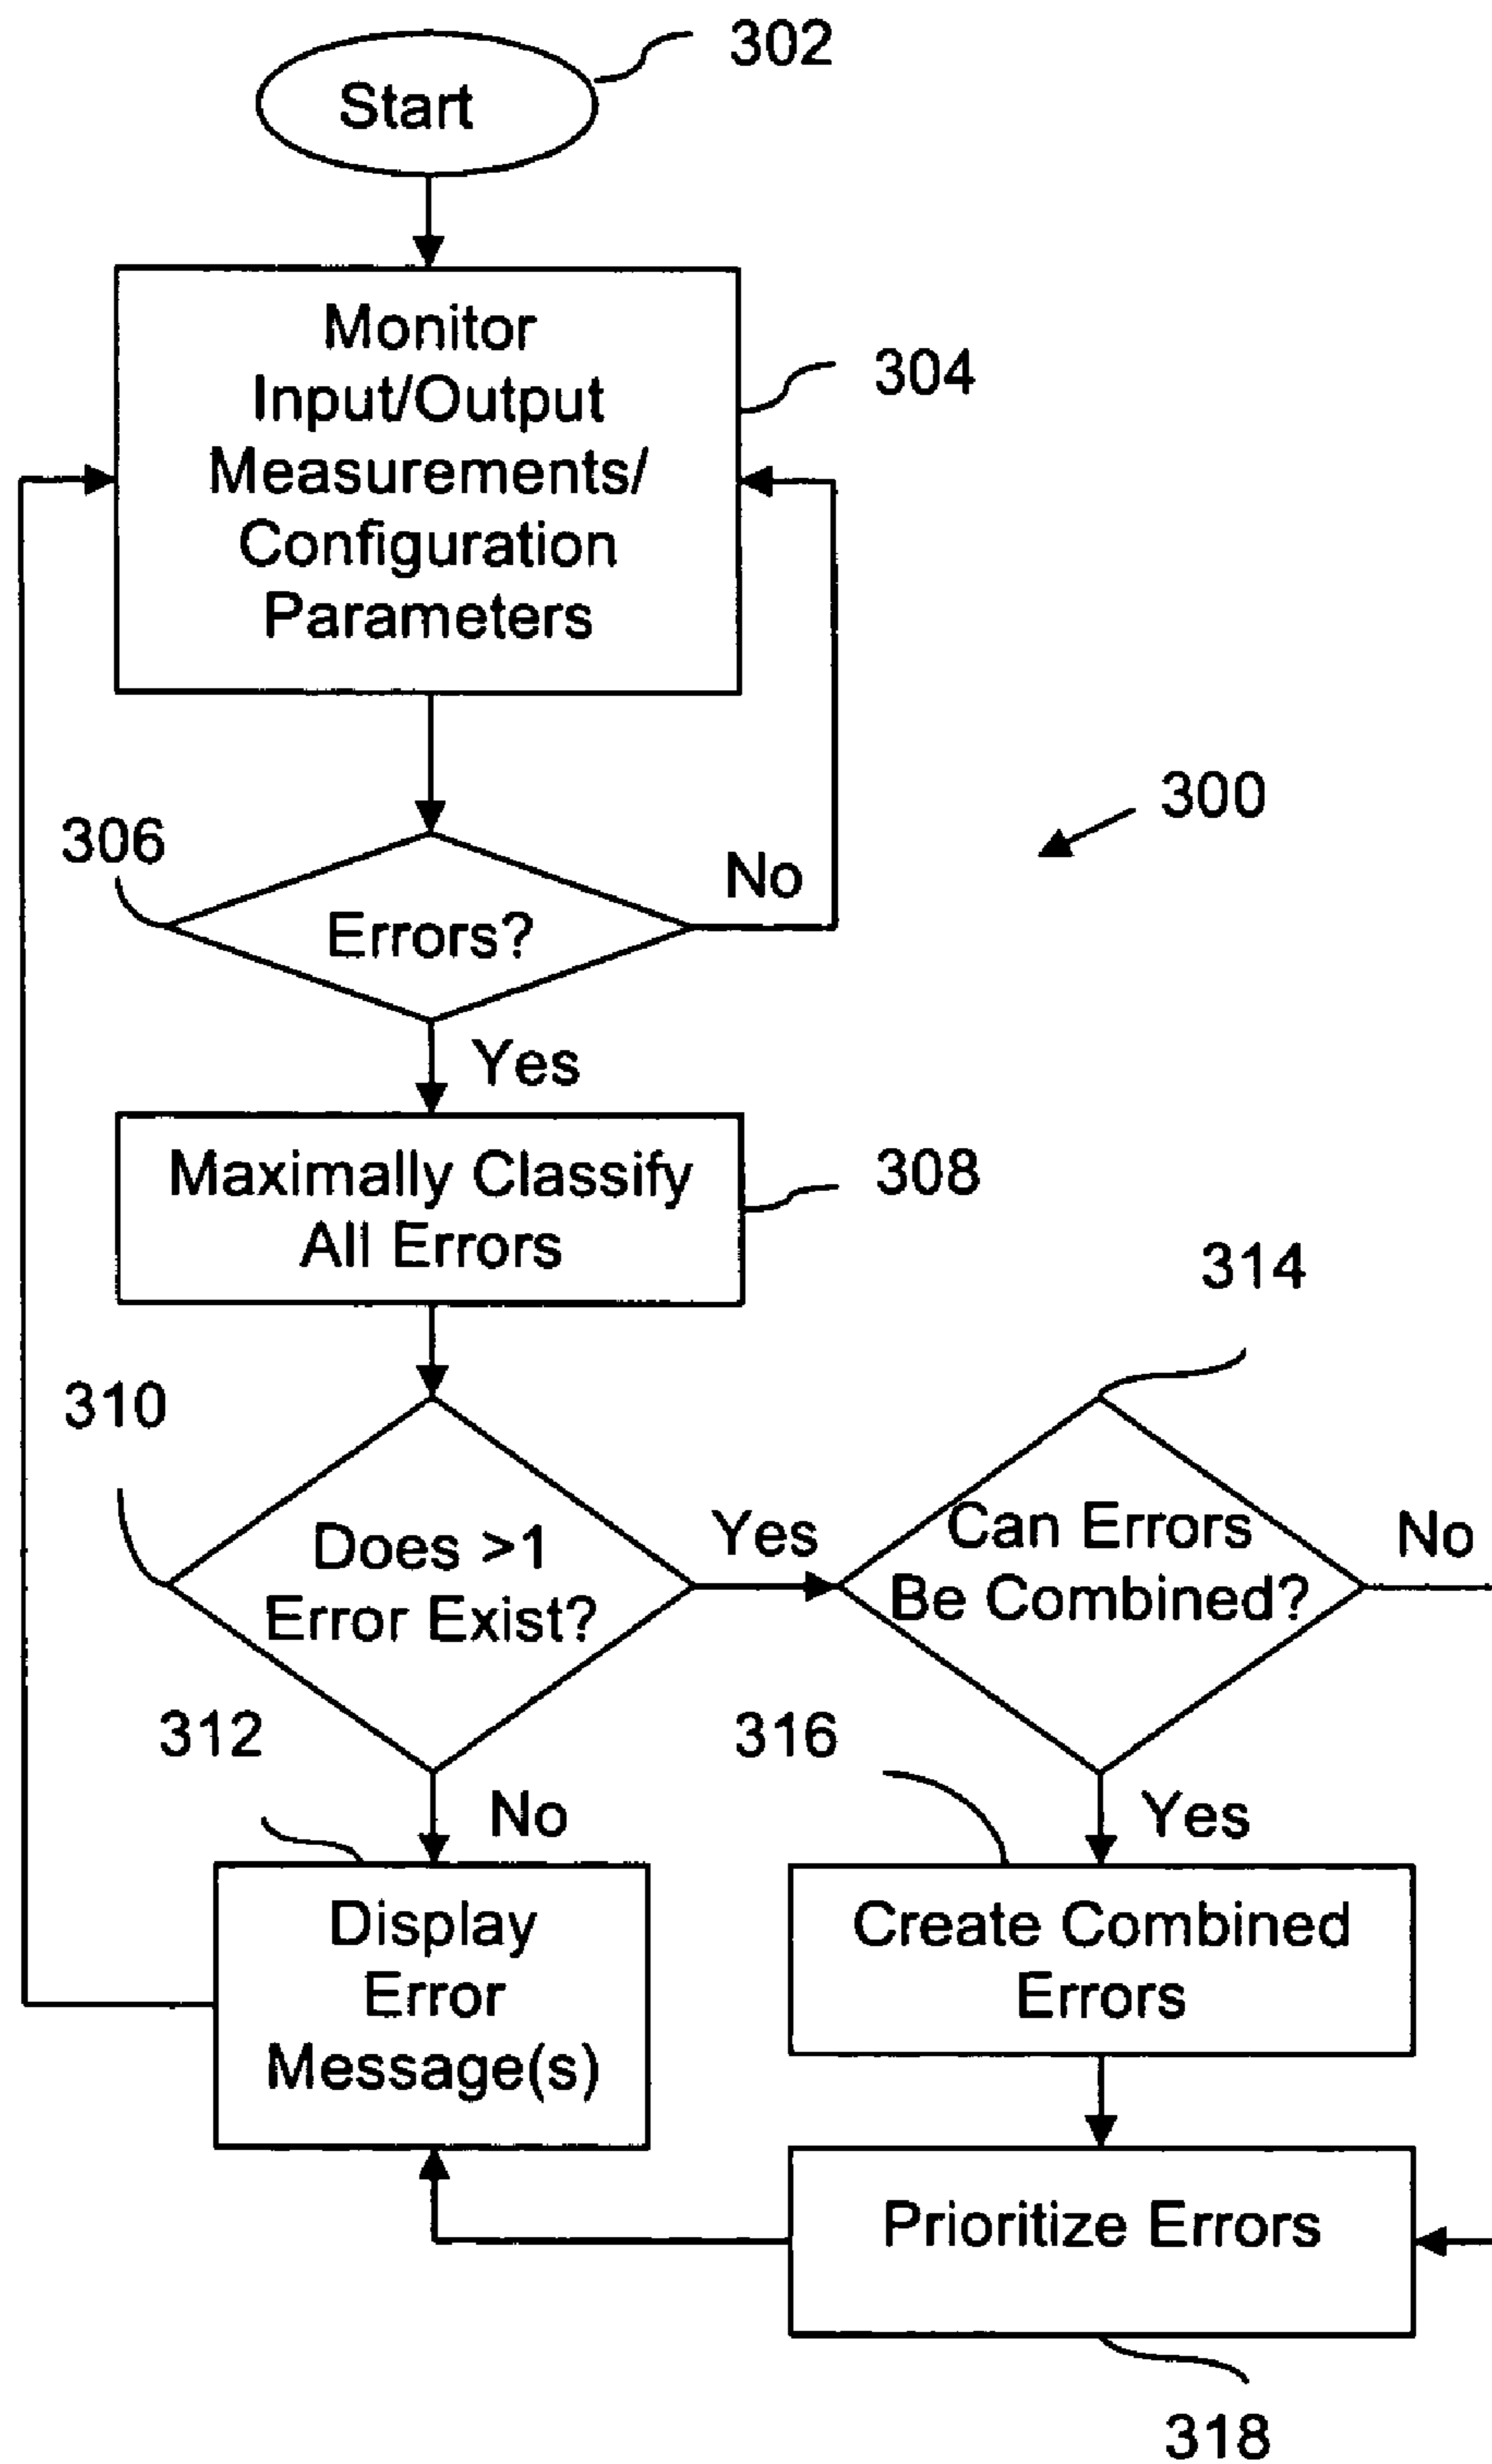 302
Start
Monitor
Input/Output
Measurements/
Configuration
Parameters
304
300
306
Errors?
No
Yes
Maximally Classify
All Errors
308
314
310
Does >1
Error Exist?
Yes
Can Errors
Be Combined?
No
312
No
316
Yes
Display
Error
Message(s)
Create Combined
Errors
Prioritize Errors
318